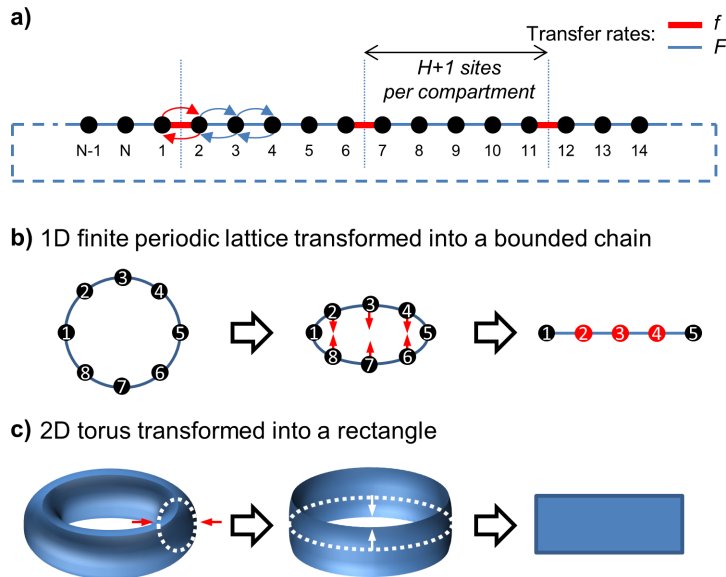 a)
Transfer rates: f
F
H+1 sites
per compartment
N-1 N 1 2 3 4 5 6 7 8 9 10 11 12 13 14
b) 1D finite periodic lattice transformed into a bounded chain
1 2 3 4 5 6 7 8
1 2 3 4 5 6 7 8
1 2 3 4 5
c) 2D torus transformed into a rectangle